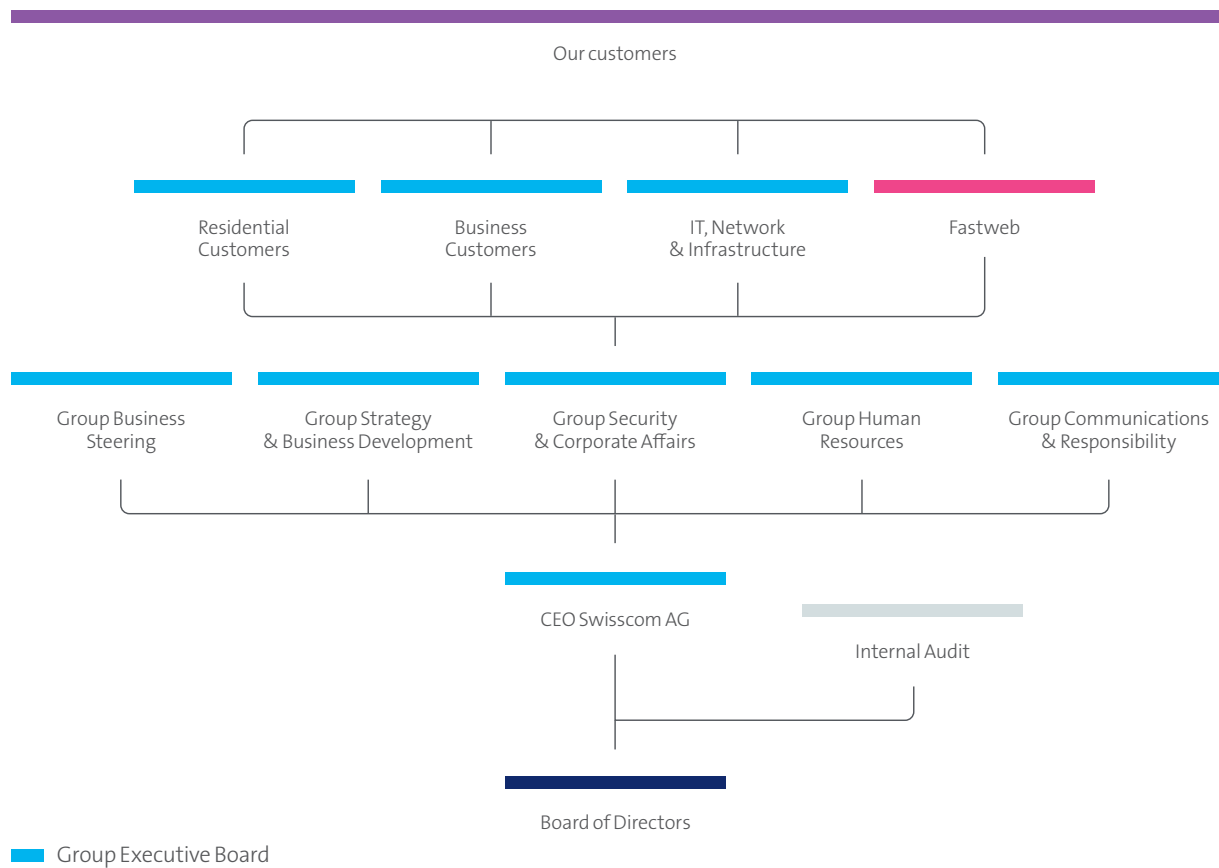 Our customers
Residential
Customers
Business
Customers
IT, Network
& Infrastructure
Fastweb
Group Business
Steering
Group Strategy
& Business Development
Group Security
& Corporate Affairs
Group Human
Resources
Group Communications
& Responsibility
CEO Swisscom AG
Internal Audit
Board of Directors
Group Executive Board